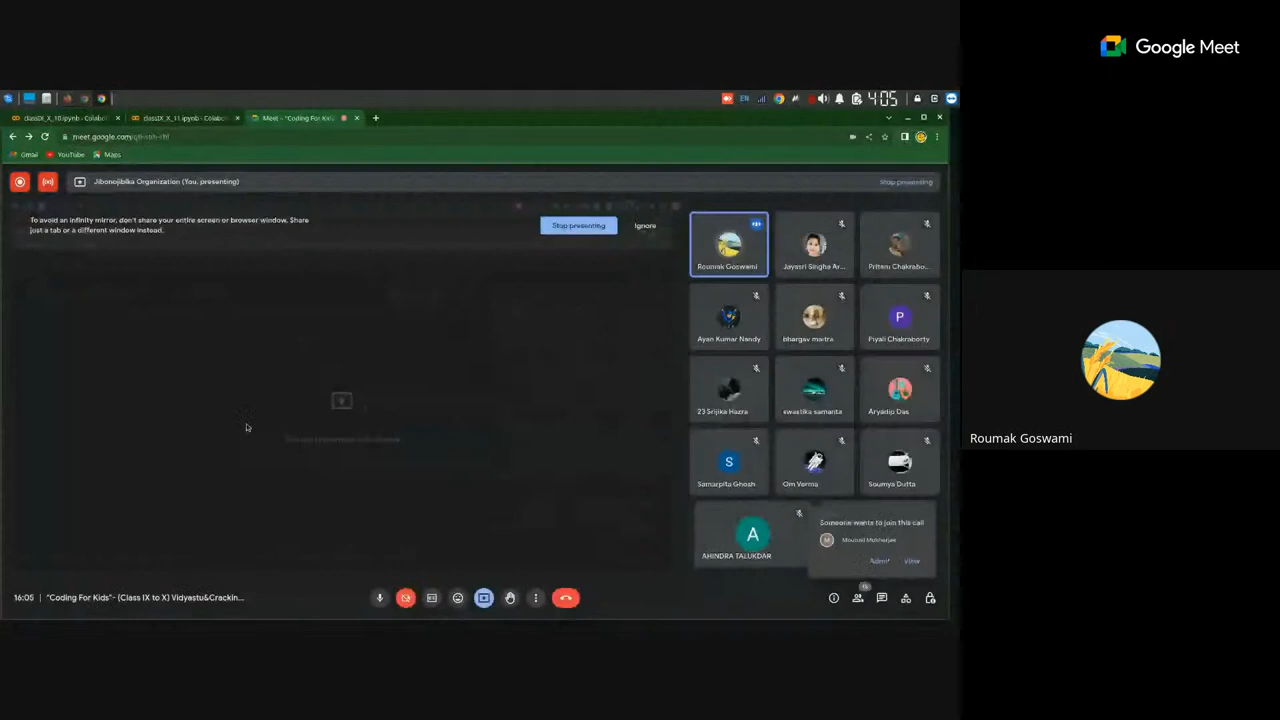 Google Meet
EN
4:05
classIX_X_10.ipynb - Colabo
classIX_X_11.ipynb - Colabo
Meet - "Coding For Kids"
Gmail
YouTube
Maps
Jibonojibika Organization (You, presenting)
Stop presenting
To avoid an infinity mirror, don't share your entire screen or browser window. Share
just a tab or a different window instead.
Stop presenting
Ignore
Roumak Goswami
Jayasri Singha Ar...
Pritam Chakrabo...
Ayan Kumar Nandy
bhargav maitra
P
Piyali Chakraborty
23 Srijika Hazra
swastika samanta
Aryadip Das
S
Samarpita Ghosh
Om Verma
Soumya Dutta
A
AHINDRA TALUKDAR
Someone wants to join this call
M
Admit
View
16:05
"Coding For Kids"- (Class IX to X) Vidyastu&Crackin...
Roumak Goswami